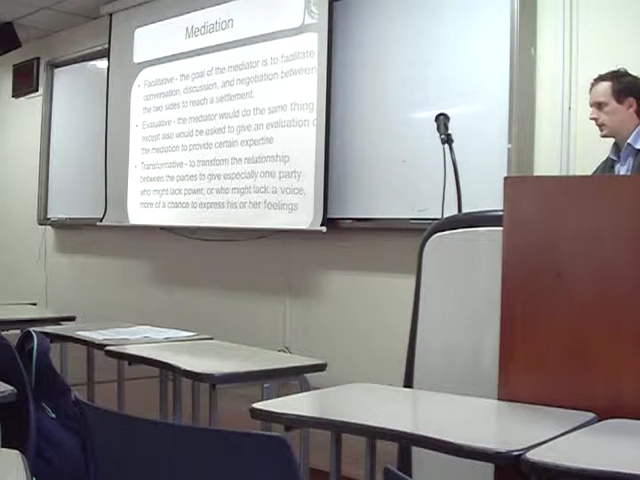 Mediation
• Facilitative - the goal of the mediator is to facilitate
conversation, discussion, and negotiation between
the two sides to reach a settlement.
• Evaluative - the mediator would do the same thing
except also would be asked to give an evaluation o
the mediation to provide certain expertise
• Transformative - to transform the relationship
between the parties to give especially one party
who might lack power, or who might lack a voice,
more of a chance to express his or her feelings